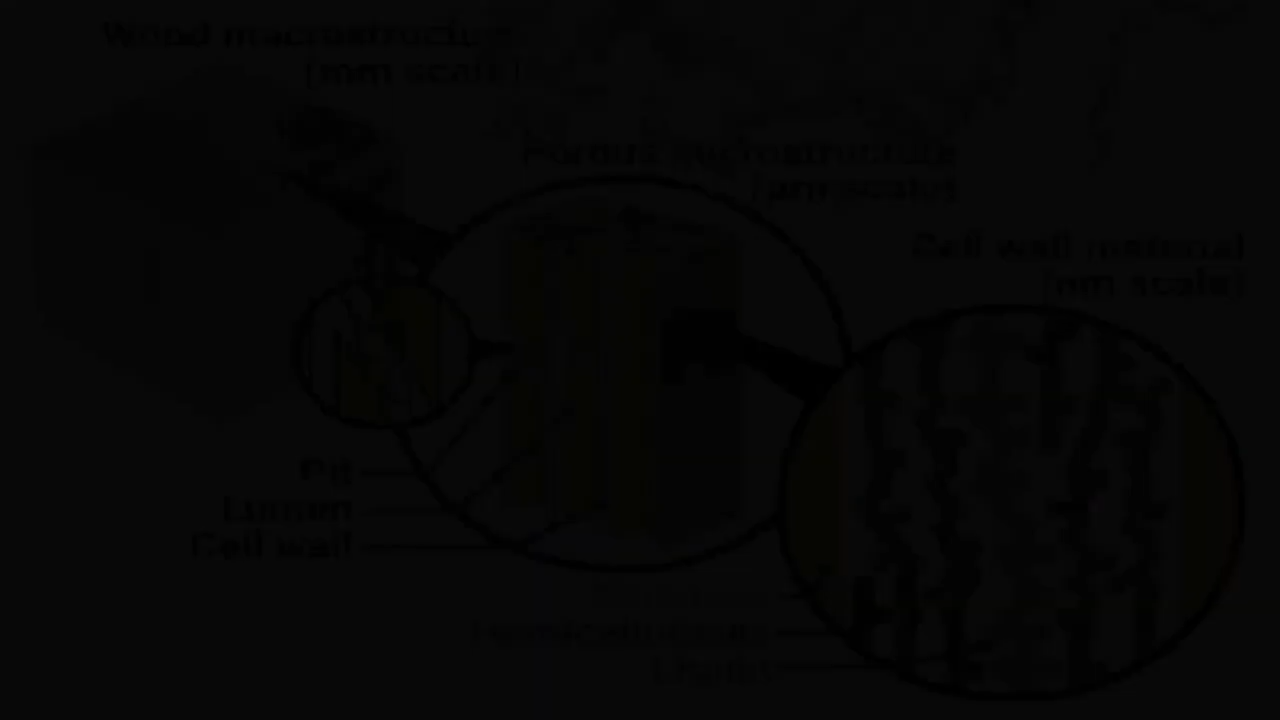 Wood macrostructure
(mm scale)
Porous microstructure
(µm scale)
Cell wall material
(nm scale)
Pit
Lumen
Cell wall
Hemicelluloses
Lignin